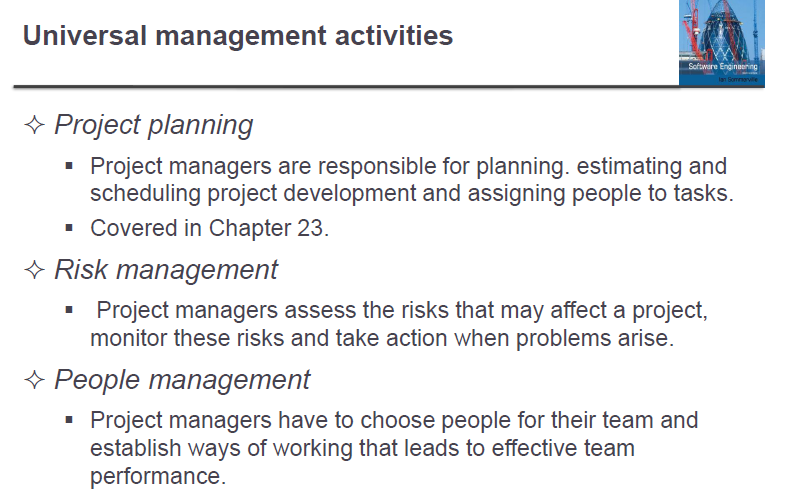 Universal management activities
Software Engineering
Ian Sommerville
✧ Project planning
▪ Project managers are responsible for planning. estimating and
scheduling project development and assigning people to tasks.
▪ Covered in Chapter 23.
✧ Risk management
▪ Project managers assess the risks that may affect a project,
monitor these risks and take action when problems arise.
✧ People management
▪ Project managers have to choose people for their team and
establish ways of working that leads to effective team
performance.